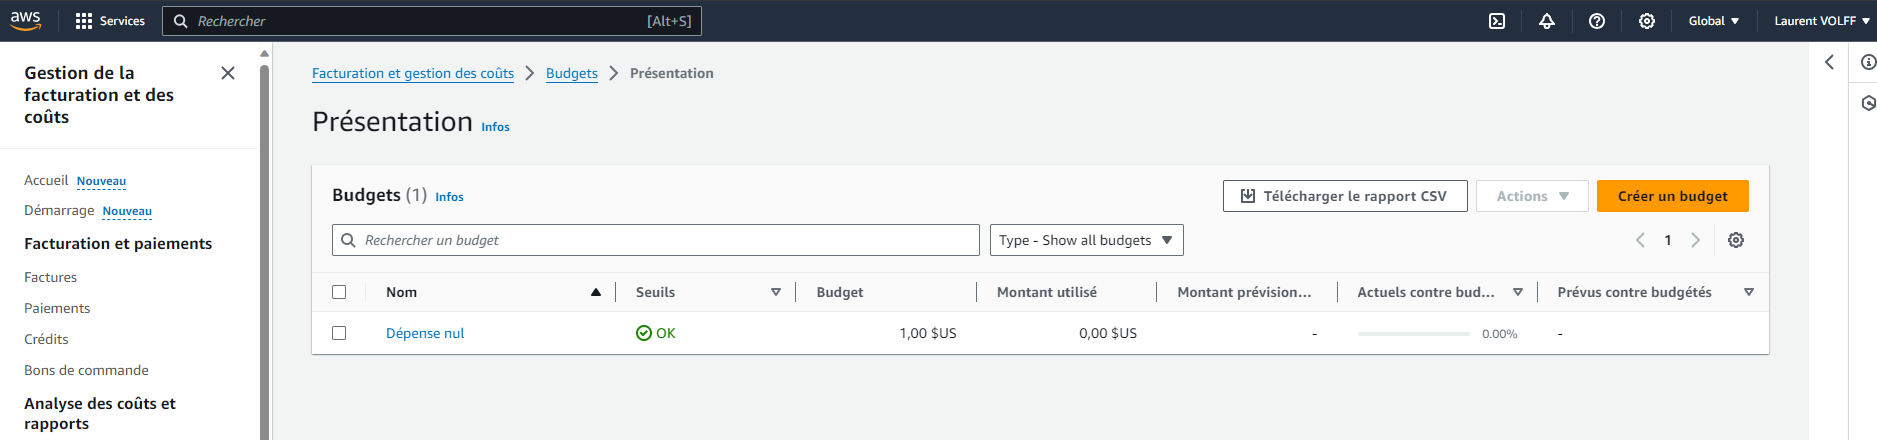 aws Services Rechercher [Alt+S] Global Laurent VOLFF
Gestion de la
facturation et des
coûts
Accueil Nouveau
Démarrage Nouveau
Facturation et paiements
Factures
Paiements
Crédits
Bons de commande
Analyse des coûts et
rapports
Facturation et gestion des coûts Budgets Présentation
Présentation Infos
Budgets (1) Infos Télécharger le rapport CSV Actions Créer un budget
Rechercher un budget Type - Show all budgets 1
Nom Seuils Budget Montant utilisé Montant prévision... Actuels contre bud... Prévus contre budgétés
Dépense nul OK 1,00 $US 0,00 $US - 0.00% -